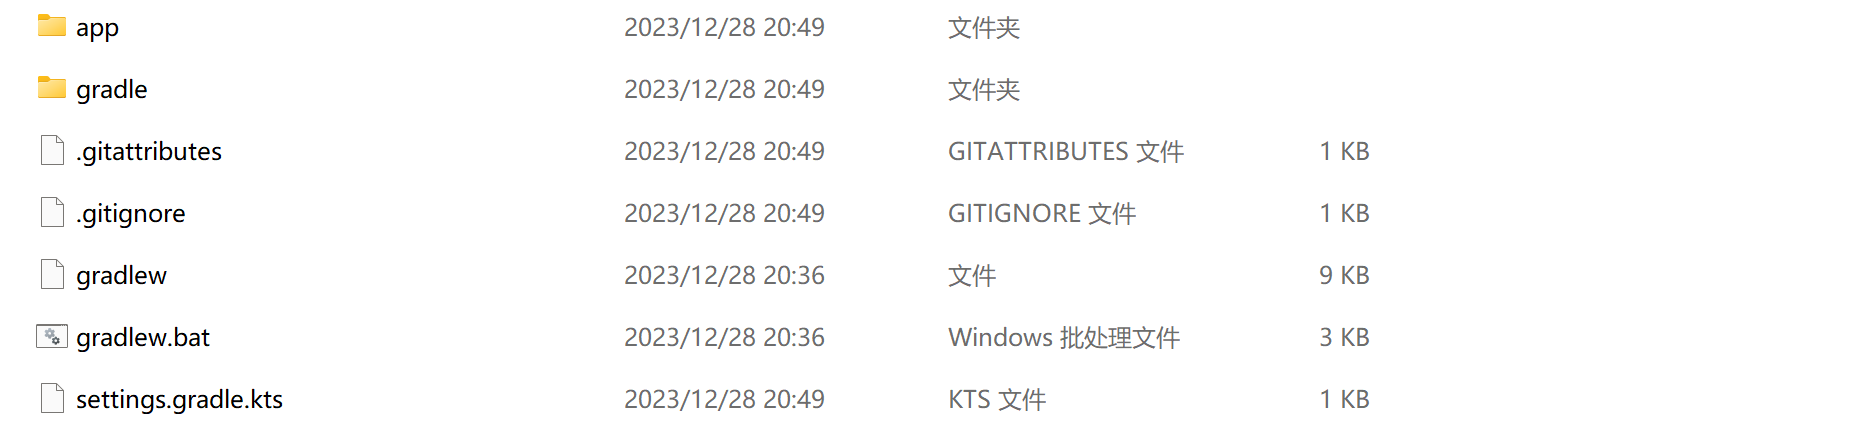 app 2023/12/28 20:49 文件夹
gradle 2023/12/28 20:49 文件夹
.gitattributes 2023/12/28 20:49 GITATTRIBUTES 文件 1 KB
.gitignore 2023/12/28 20:49 GITIGNORE 文件 1 KB
gradlew 2023/12/28 20:36 文件 9 KB
gradlew.bat 2023/12/28 20:36 Windows 批处理文件 3 KB
settings.gradle.kts 2023/12/28 20:49 KTS 文件 1 KB